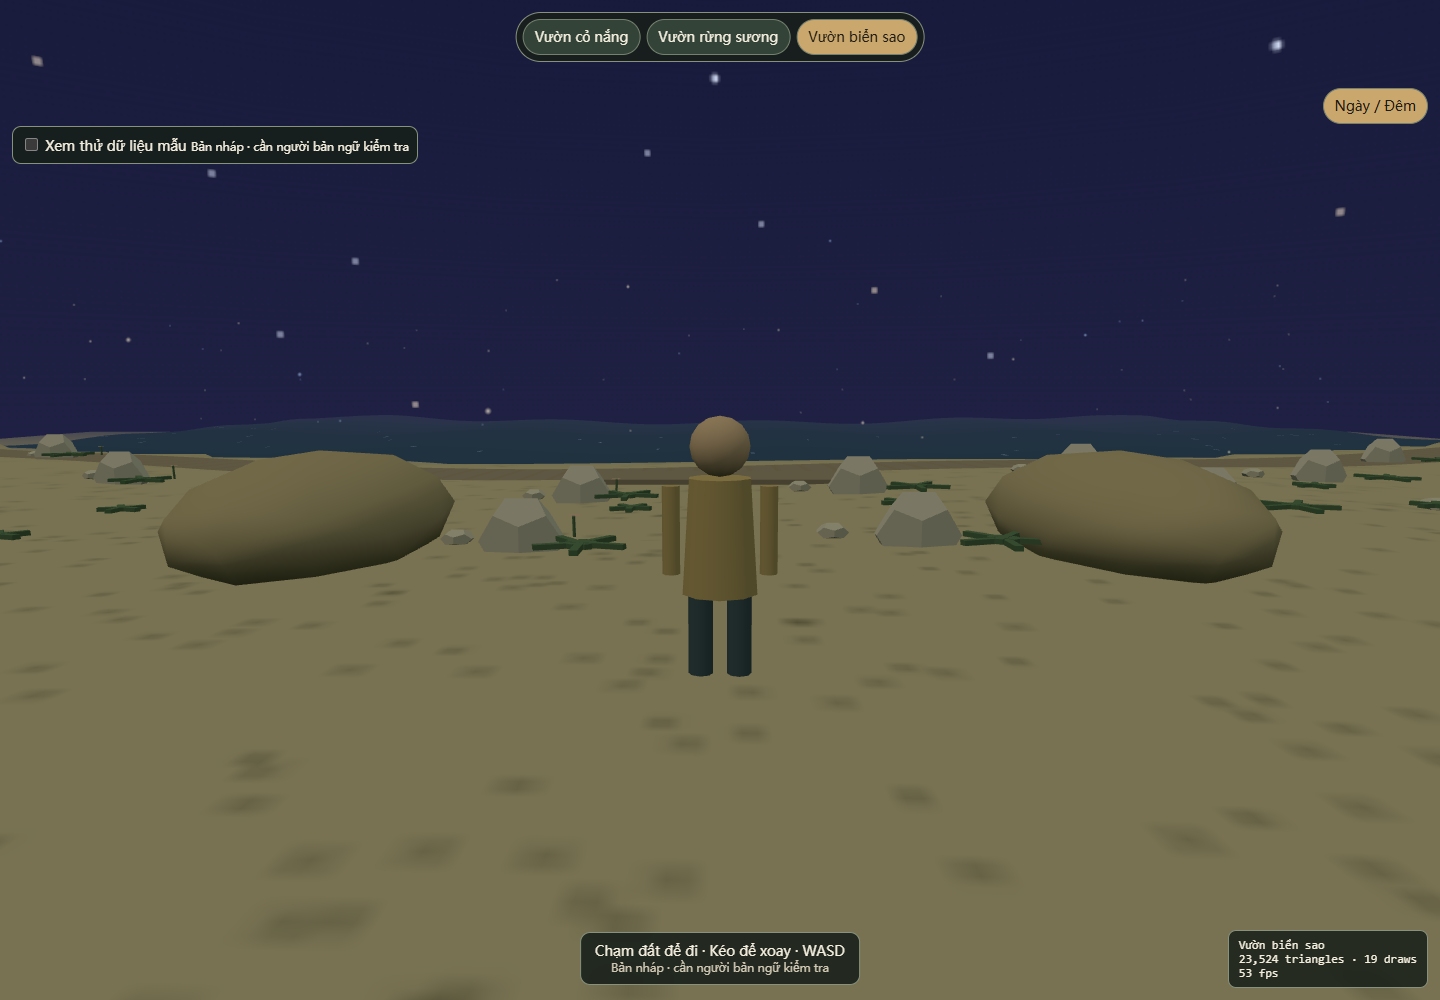 Vườn cỏ nắng
Vườn rừng sương
Vườn biển sao
Ngày / Đêm
Xem thử dữ liệu mẫu Bản nháp · cần người bản ngữ kiểm tra
Chạm đất để đi · Kéo để xoay · WASD
Bản nháp · cần người bản ngữ kiểm tra
Vườn biển sao
23,524 triangles · 19 draws
53 fps